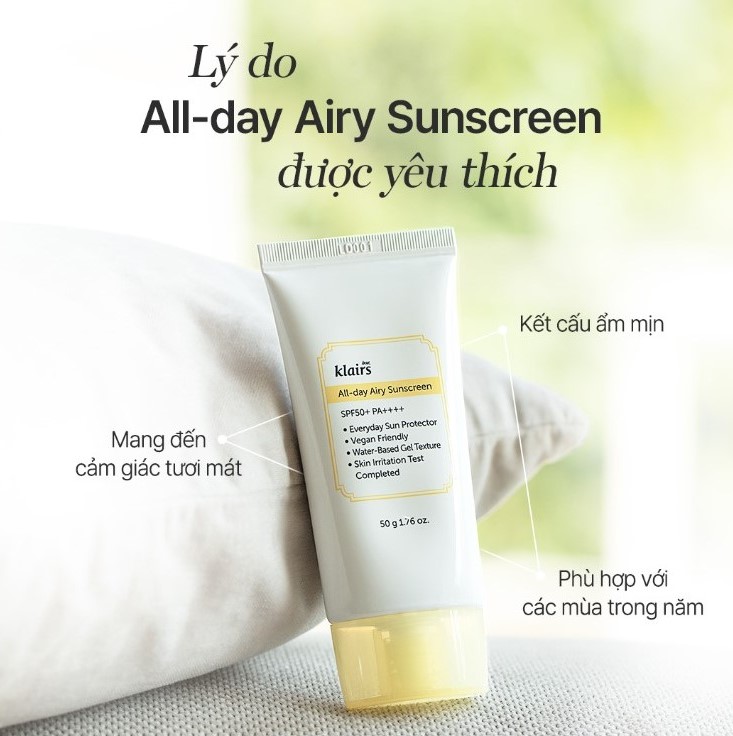 Lý do
All-day Airy Sunscreen
được yêu thích
Kết cấu ẩm mịn
Mang đến
cảm giác tươi mát
Phù hợp với
các mùa trong năm
dear
klairs
All-day Airy Sunscreen
SPF50+ PA++++
• Everyday Sun Protector
• Vegan Friendly
• Water-Based Gel Texture
• Skin Irritation Test
Completed
50 g 1.76 oz.